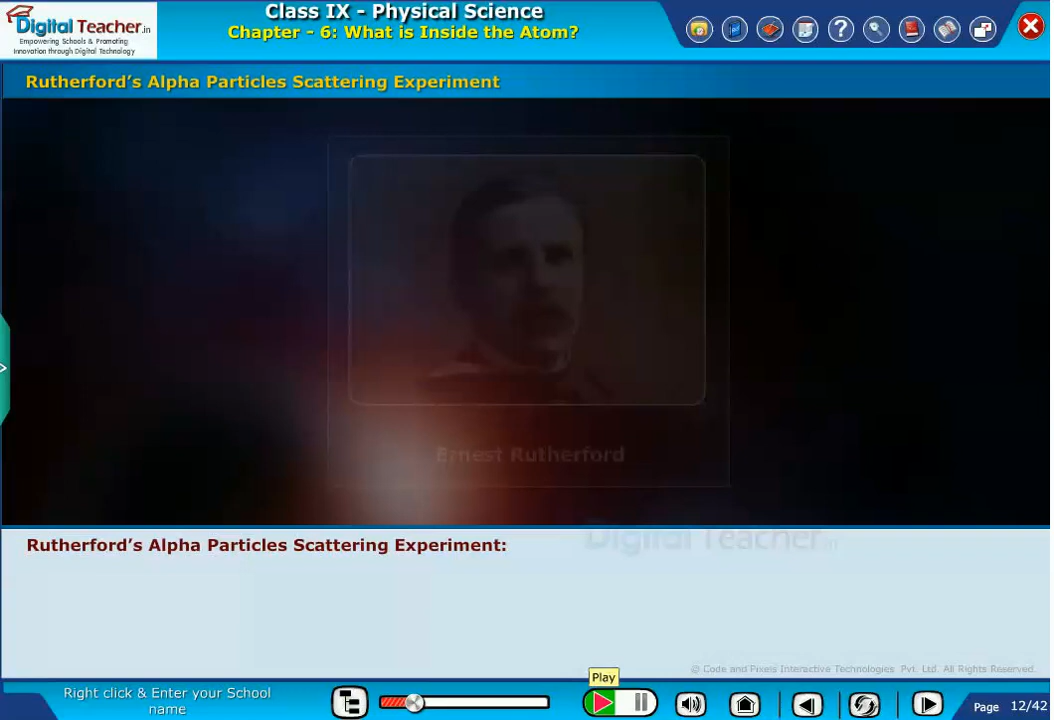 Digital Teacher.in
Empowering Schools & Promoting
Innovation through Digital Technology
Class IX - Physical Science
Chapter - 6: What is Inside the Atom?
?
Rutherford's Alpha Particles Scattering Experiment
Ernest Rutherford
>
Rutherford's Alpha Particles Scattering Experiment:
Digital Teacher.in
@ Code and Pixels Interactive Technologies Pvt. Ltd. All Rights Reserved.
Play
Right click & Enter your School
name
Page 12/42